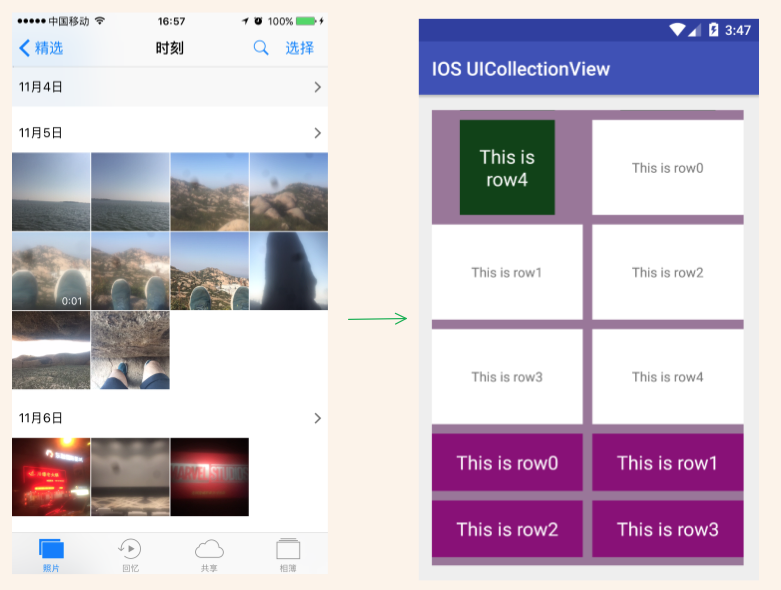 中国移动
16:57
100%
精选
时刻
选择
11月4日
11月5日
0:01
11月6日
MARVEL STUDIOS
照片
回忆
共享
相薄
3:47
IOS UICollectionView
This is
row4
This is row0
This is row1
This is row2
This is row3
This is row4
This is row0
This is row1
This is row2
This is row3